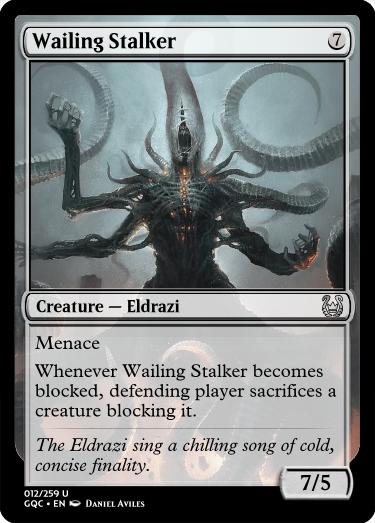 Wailing Stalker 7
Creature — Eldrazi
Menace
Whenever Wailing Stalker becomes
blocked, defending player sacrifices a
creature blocking it.
The Eldrazi sing a chilling song of cold,
concise finality.
7/5
012/259 U
GQC • EN Daniel Aviles